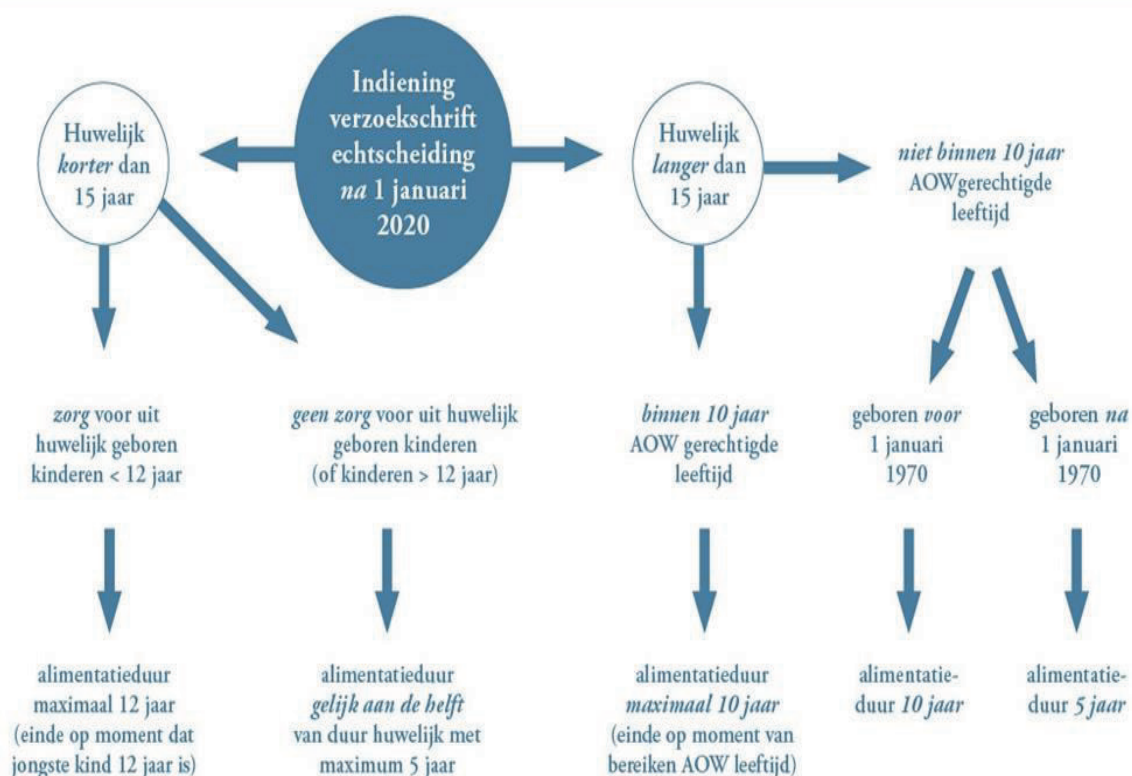 Indiening
verzoekschrift
echtscheiding
na 1 januari
2020
Huwelijk
korter dan
15 jaar
Huwelijk
langer dan
15 jaar
niet binnen 10 jaar
AOWgerechtigde
leeftijd
zorg voor uit
huwelijk geboren
kinderen < 12 jaar
geen zorg voor uit huwelijk
geboren kinderen
(of kinderen > 12 jaar)
binnen 10 jaar
AOW gerechtigde
leeftijd
geboren voor
1 januari
1970
geboren na
1 januari
1970
alimentatieduur
maximaal 12 jaar
(einde op moment dat
jongste kind 12 jaar is)
alimentatieduur
gelijk aan de helft
van duur huwelijk met
maximum 5 jaar
alimentatieduur
maximaal 10 jaar
(einde op moment van
bereiken AOW leeftijd)
alimentatie-
duur 10 jaar
alimentatie-
duur 5 jaar